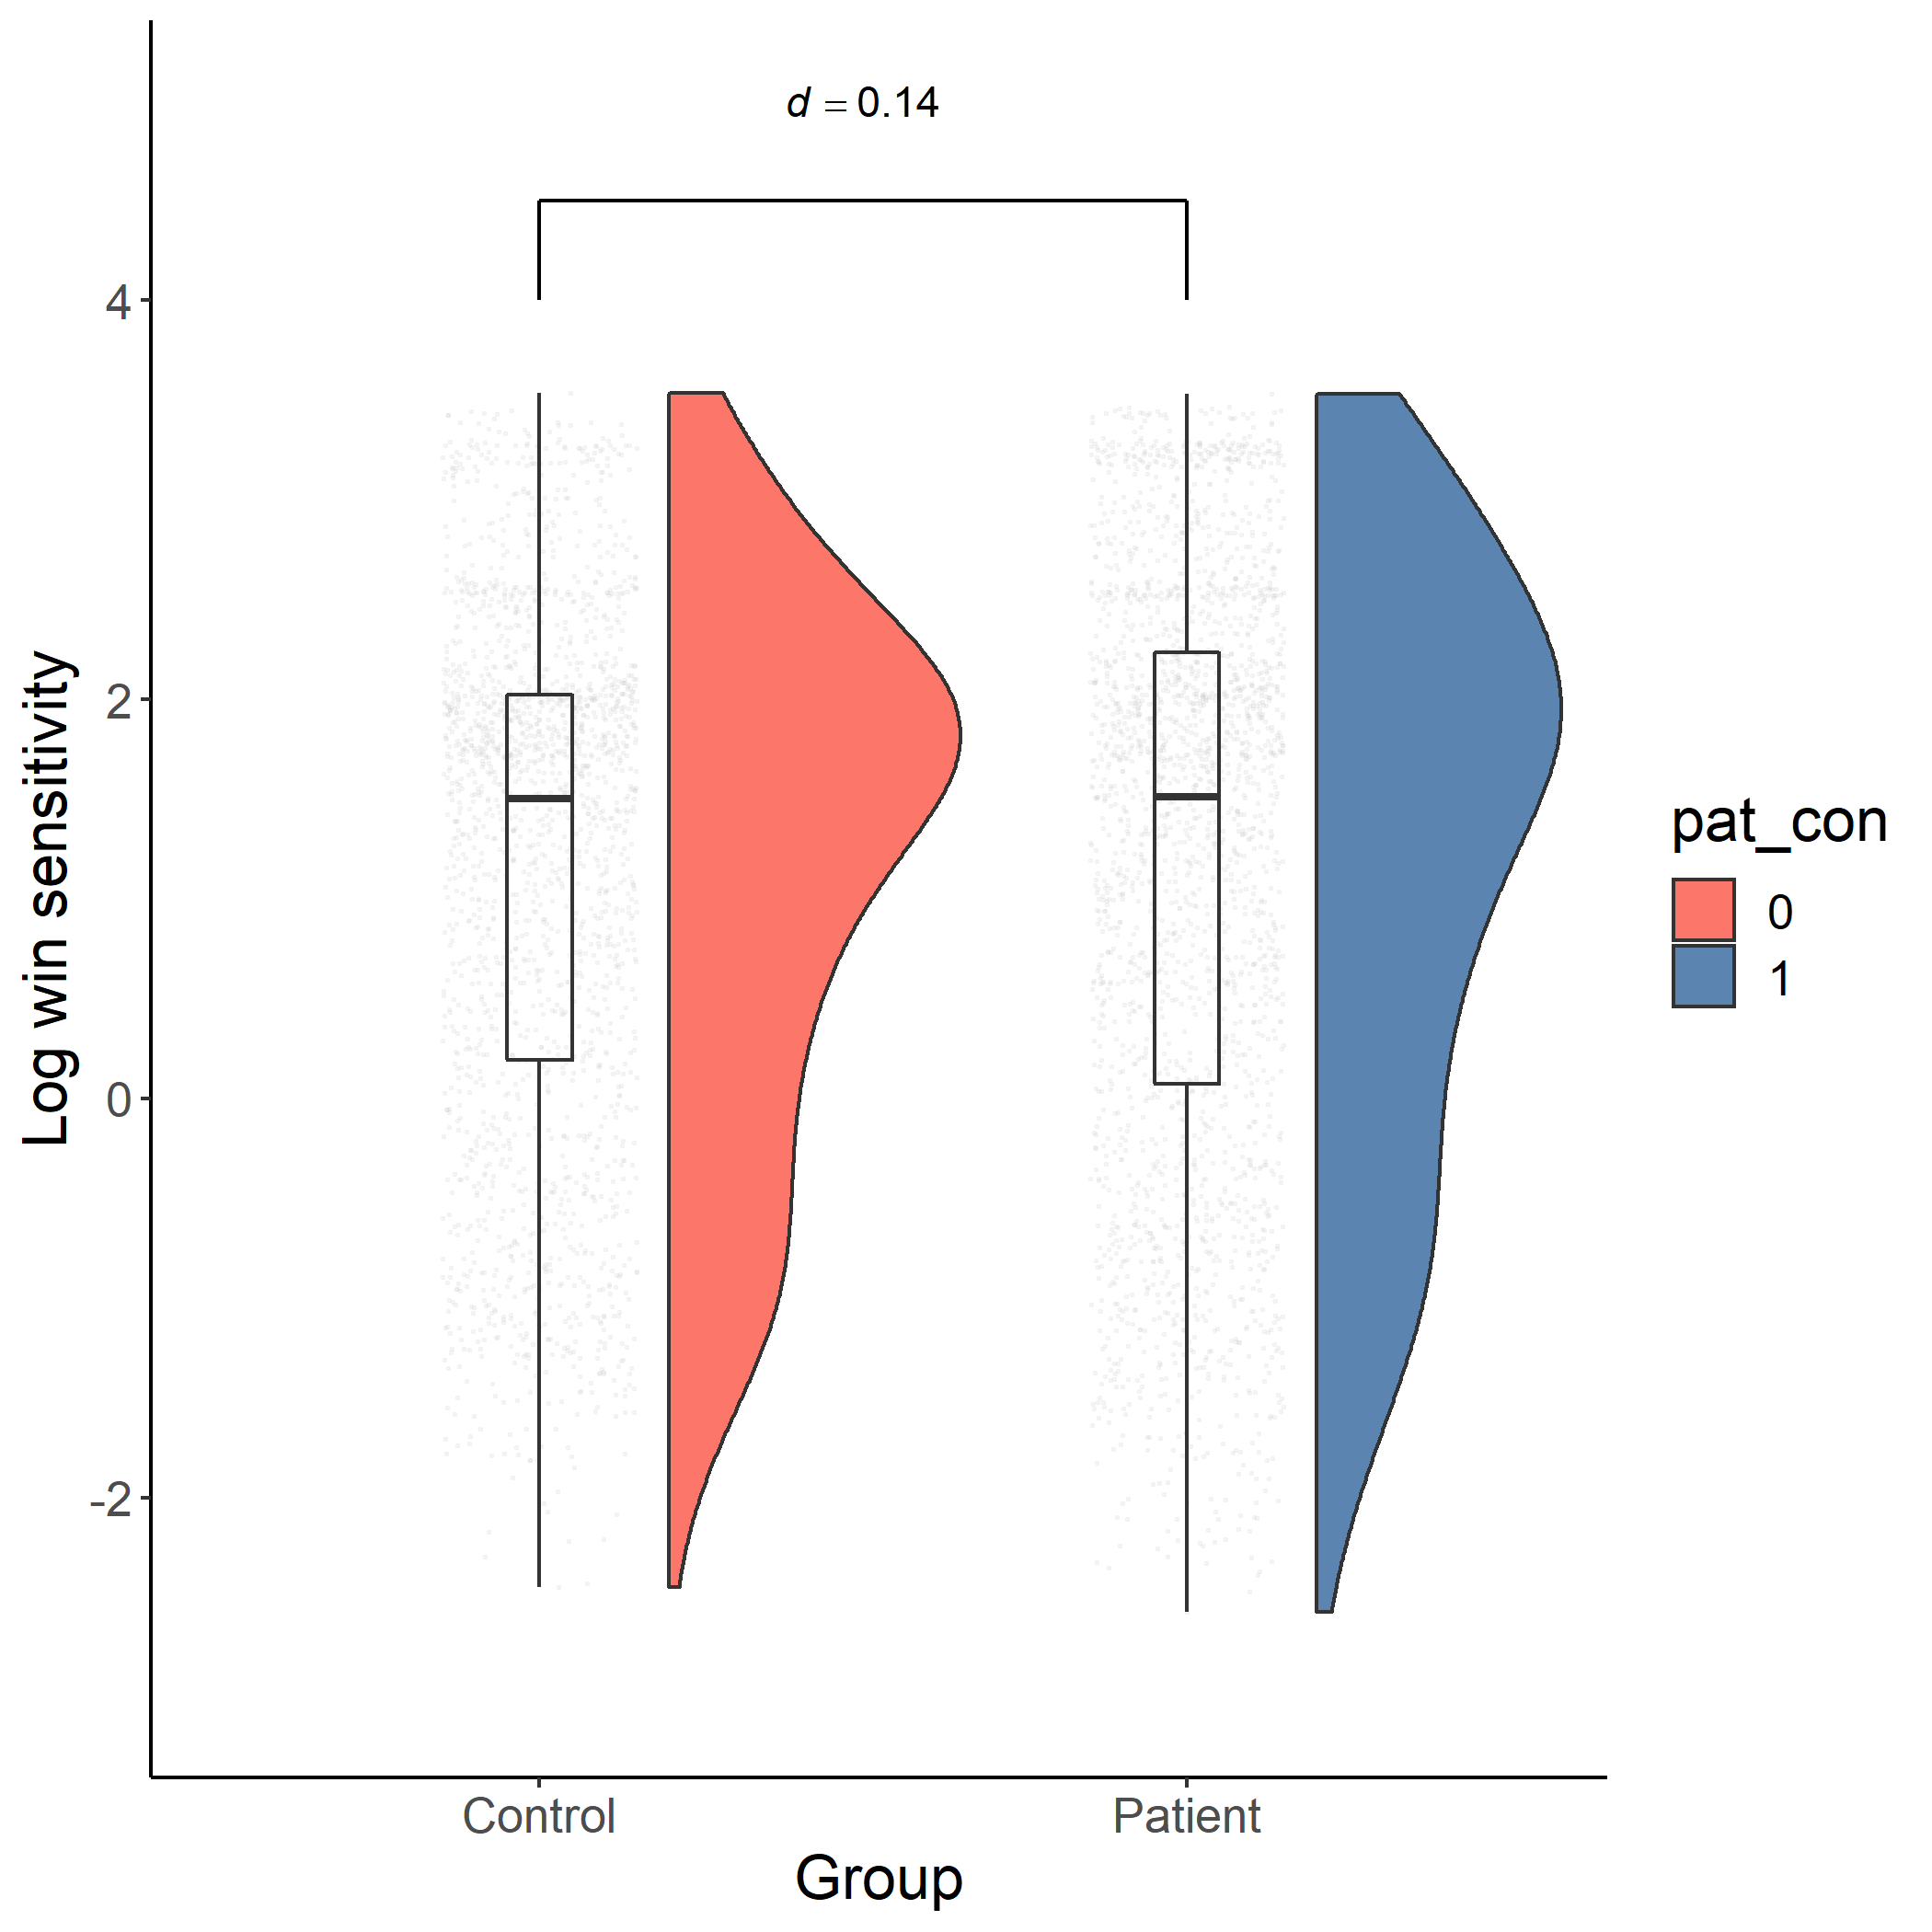 d = 0.14
4
2
0
-2
Log win sensitivity
Control
Patient
Group
pat_con
0
1